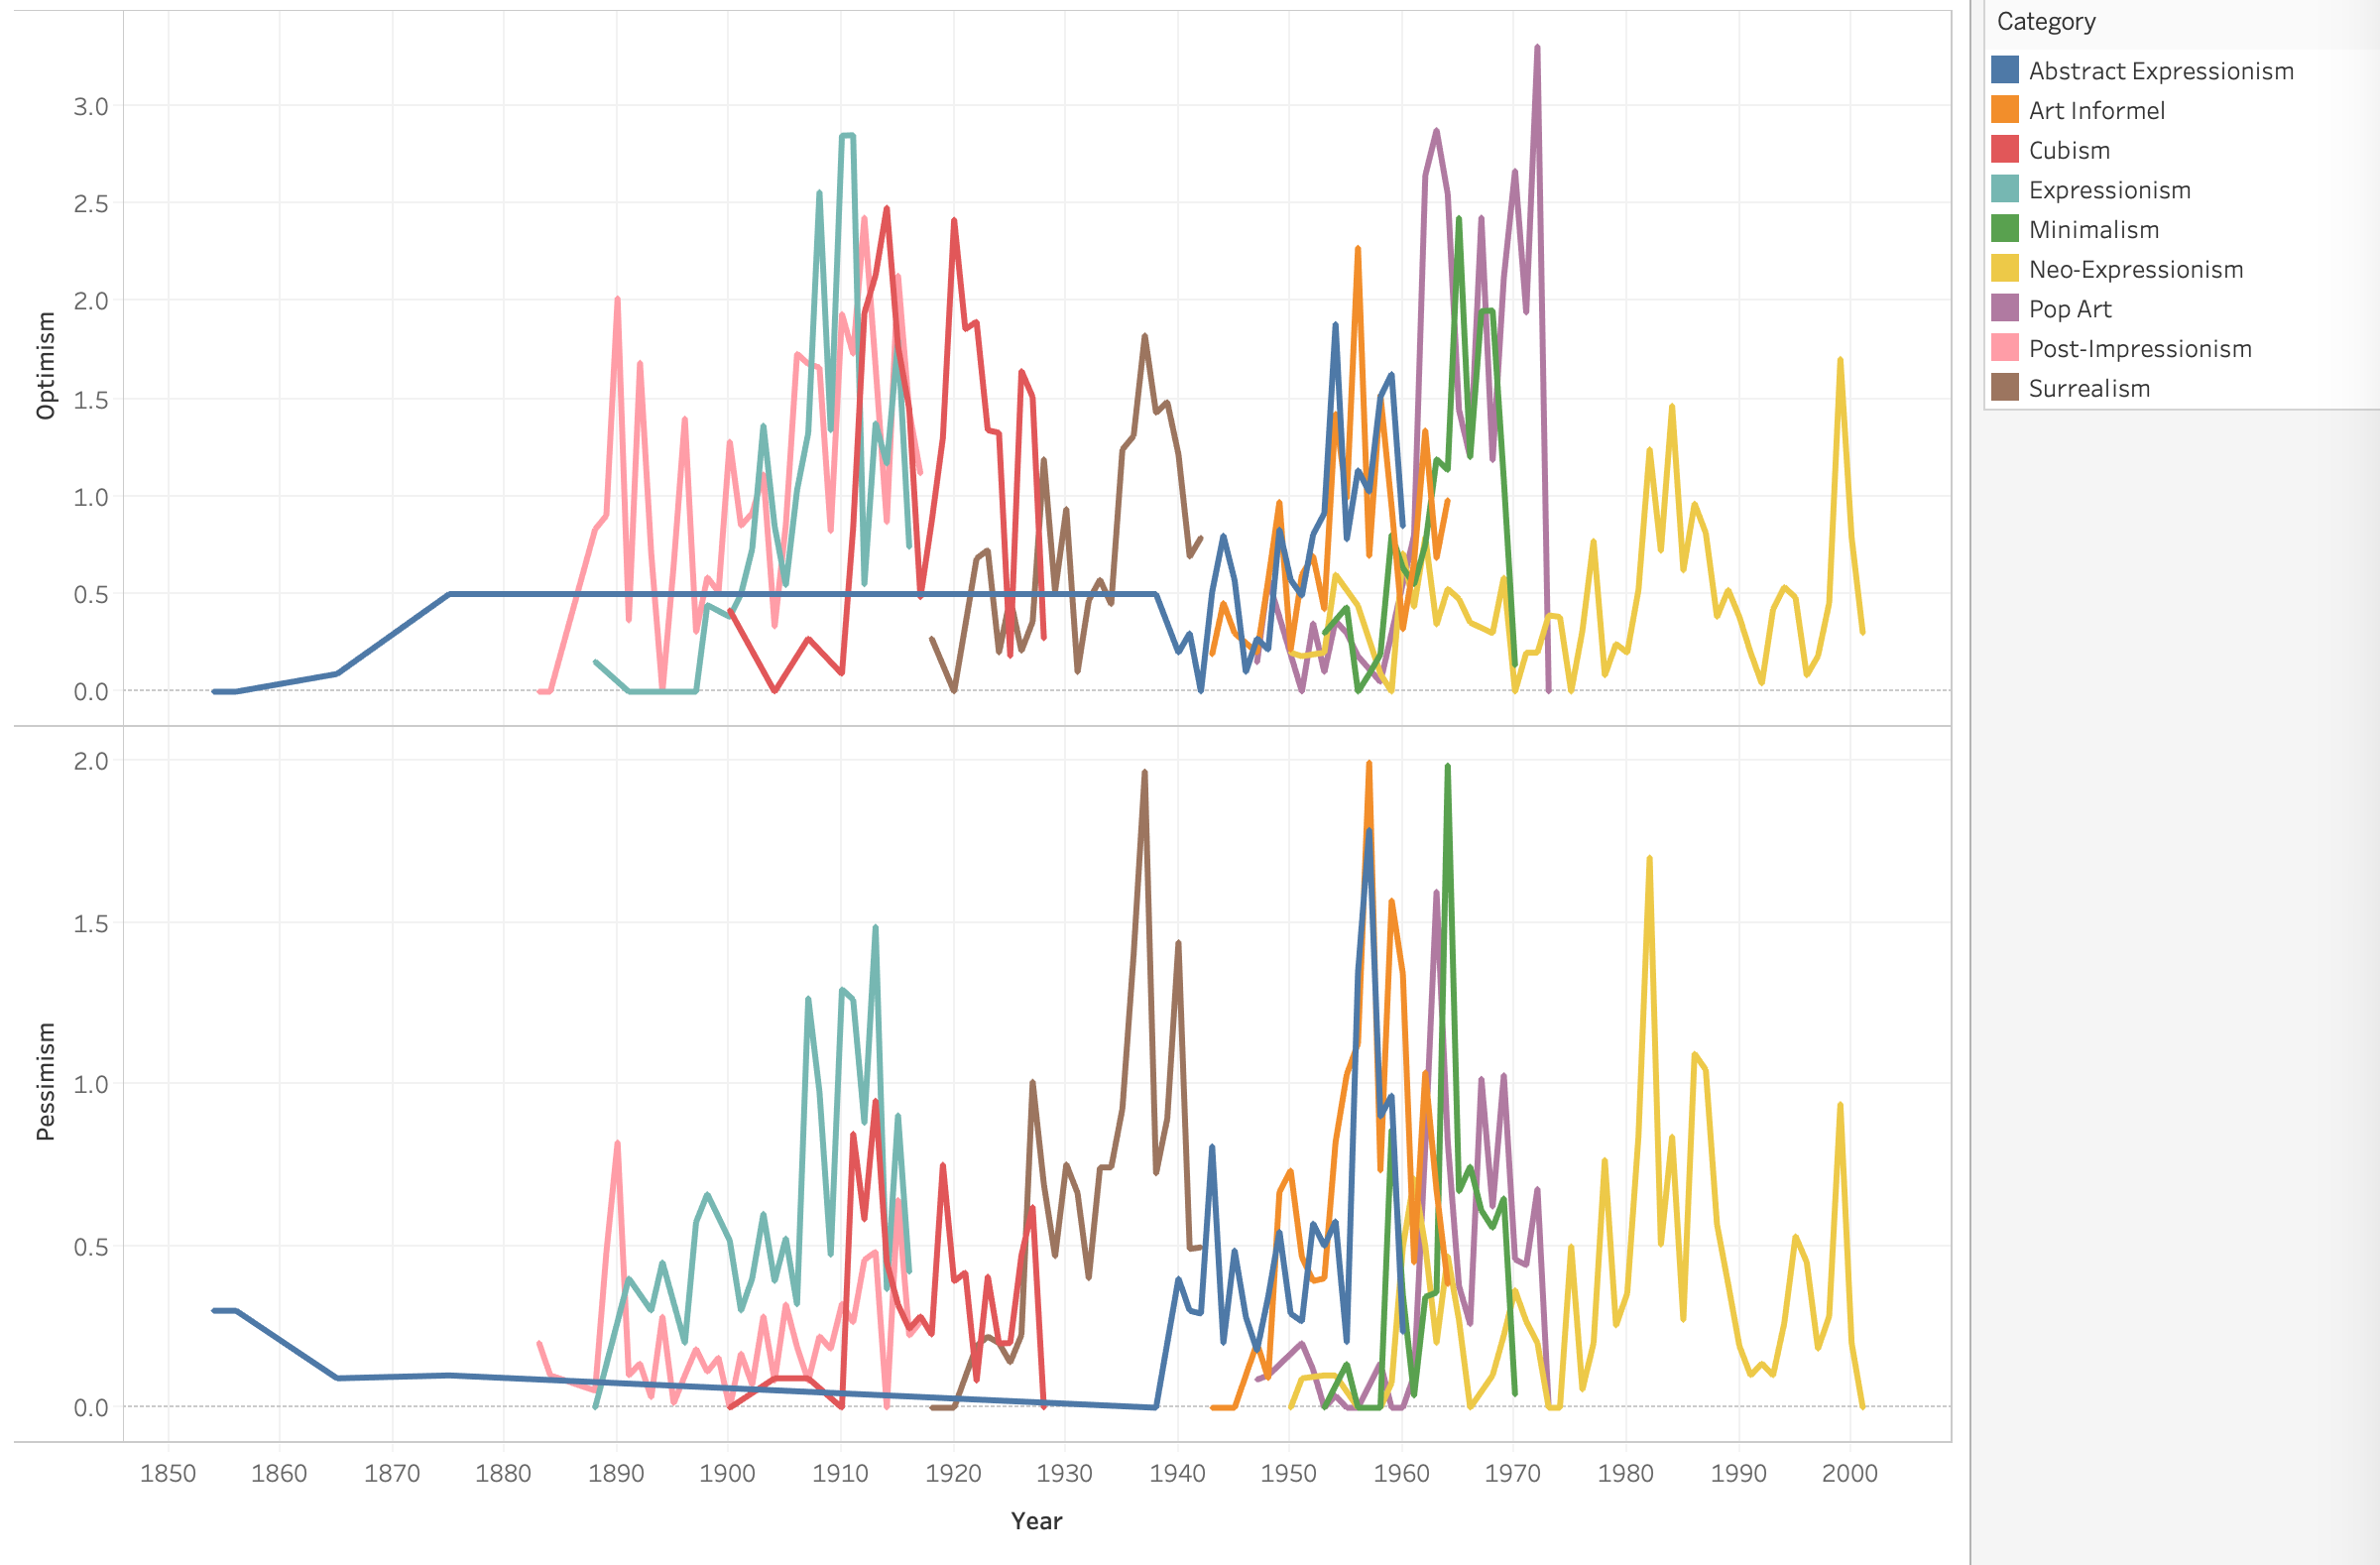 Category
Abstract Expressionism
Art Informel
Cubism
Expressionism
Minimalism
Neo-Expressionism
Pop Art
Post-Impressionism
Surrealism
Optimism
3.0
2.5
2.0
1.5
1.0
0.5
0.0
Pessimism
2.0
1.5
1.0
0.5
0.0
1850 1860 1870 1880 1890 1900 1910 1920 1930 1940 1950 1960 1970 1980 1990 2000
Year